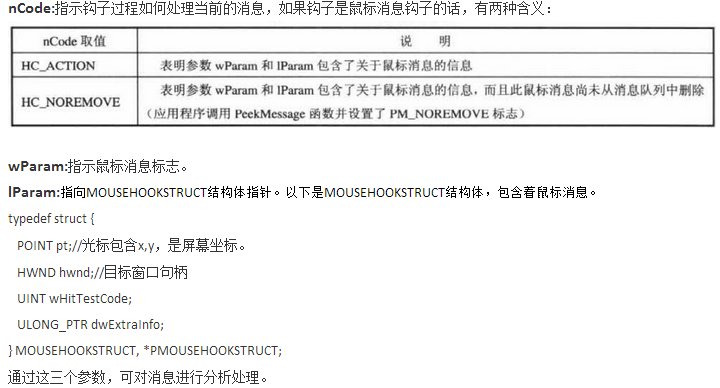 nCode:指示钩子过程如何处理当前的消息，如果钩子是鼠标消息钩子的话，有两种含义：
nCode 取值 说 明
HC_ACTION 表明参数 wParam 和 lParam 包含了关于鼠标消息的信息
HC_NOREMOVE 表明参数 wParam 和 lParam 包含了关于鼠标消息的信息，而且此鼠标消息尚未从消息队列中删除
（应用程序调用 PeekMessage 函数并设置了 PM_NOREMOVE 标志）
wParam:指示鼠标消息标志。
lParam:指向MOUSEHOOKSTRUCT结构体指针。以下是MOUSEHOOKSTRUCT结构体，包含着鼠标消息。
typedef struct {
POINT pt;//光标包含x,y，是屏幕坐标。
HWND hwnd;//目标窗口句柄
UINT wHitTestCode;
ULONG_PTR dwExtraInfo;
} MOUSEHOOKSTRUCT, *PMOUSEHOOKSTRUCT;
通过这三个参数，可对消息进行分析处理。